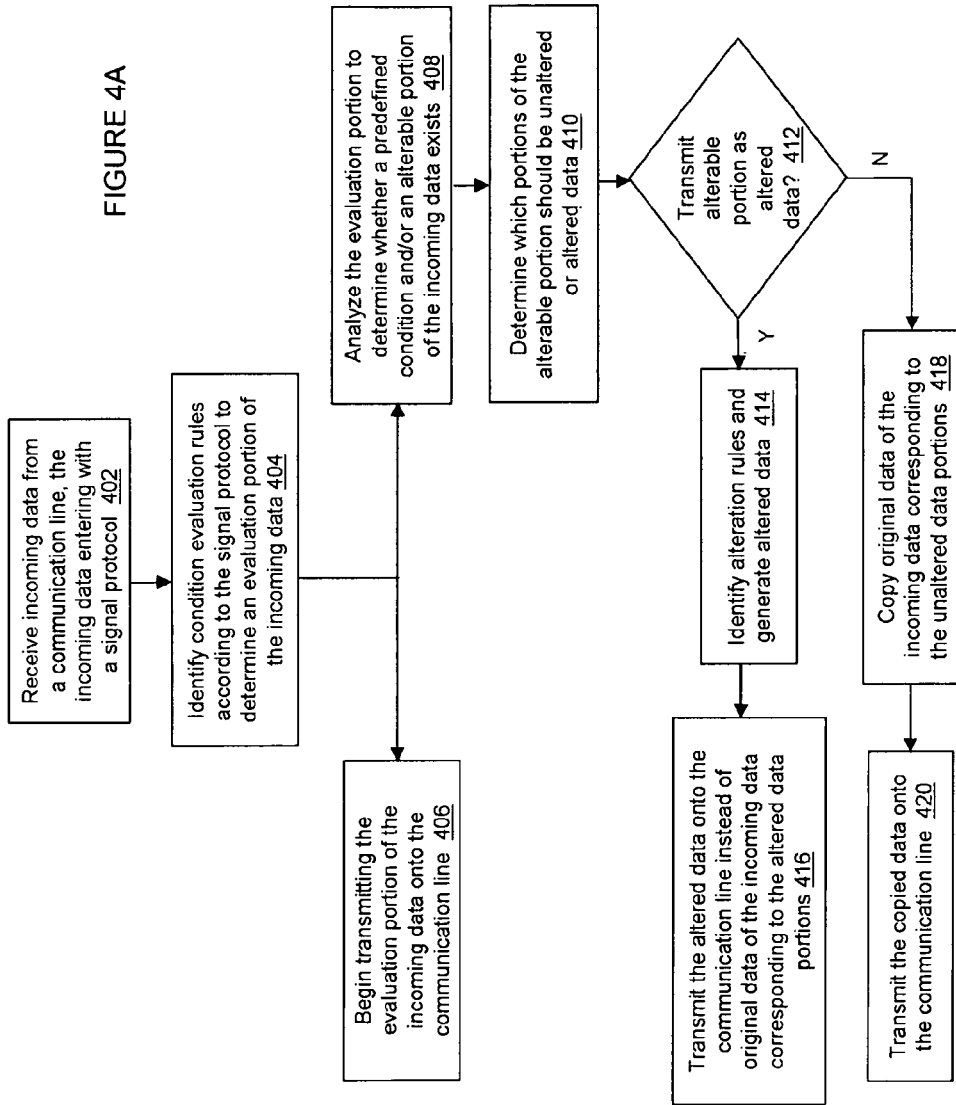 FIGURE 4A
Receive incoming data from
a communication line, the
incoming data entering with
a signal protocol 402
Identify condition evaluation rules
according to the signal protocol to
determine an evaluation portion of
the incoming data 404
Begin transmitting the
evaluation portion of the
incoming data onto the
communication line 406
Analyze the evaluation portion to
determine whether a predefined
condition and/or an alterable portion
of the incoming data exists 408
Determine which portions of the
alterable portion should be unaltered
or altered data 410
Transmit
alterable
portion as
altered
data? 412
Y
N
Identify alteration rules and
generate altered data 414
Transmit the altered data onto the
communication line instead of
original data of the incoming data
corresponding to the altered data
portions 416
Copy original data of the
incoming data corresponding to
the unaltered data portions 418
Transmit the copied data onto
the communication line 420